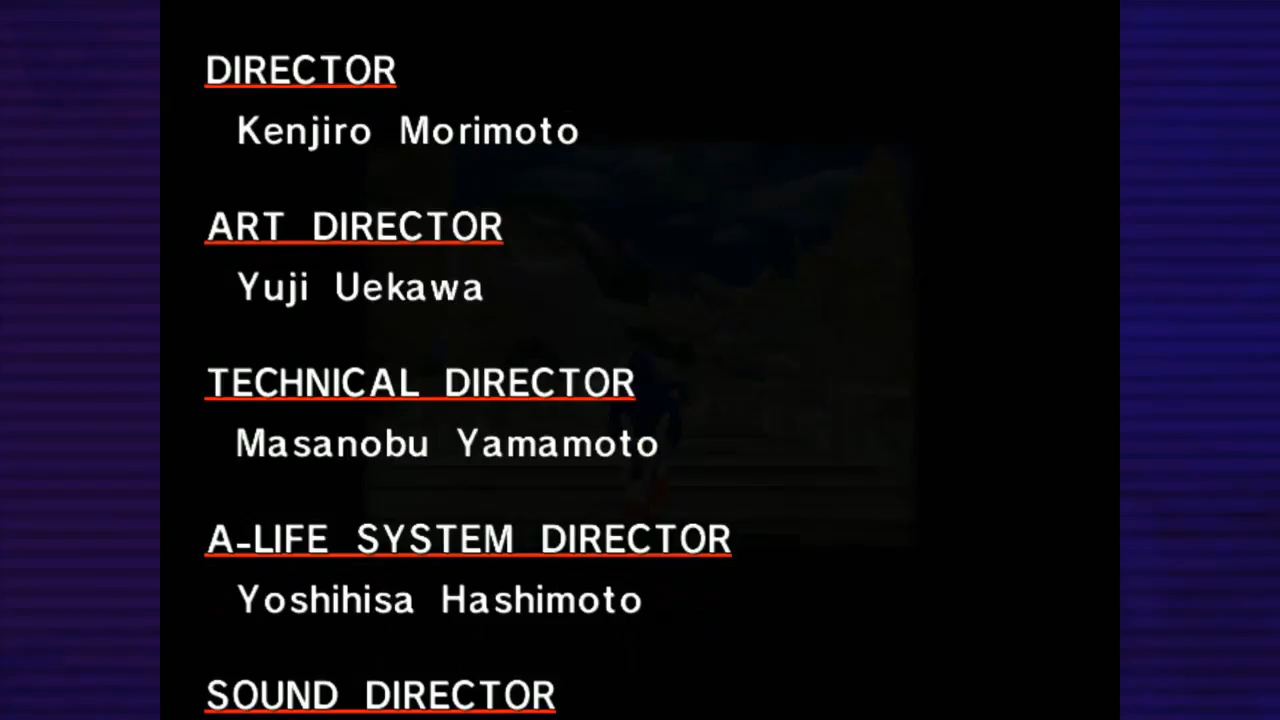 DIRECTOR
Kenjiro Morimoto
ART DIRECTOR
Yuji Uekawa
TECHNICAL DIRECTOR
Masanobu Yamamoto
A-LIFE SYSTEM DIRECTOR
Yoshihisa Hashimoto
SOUND DIRECTOR